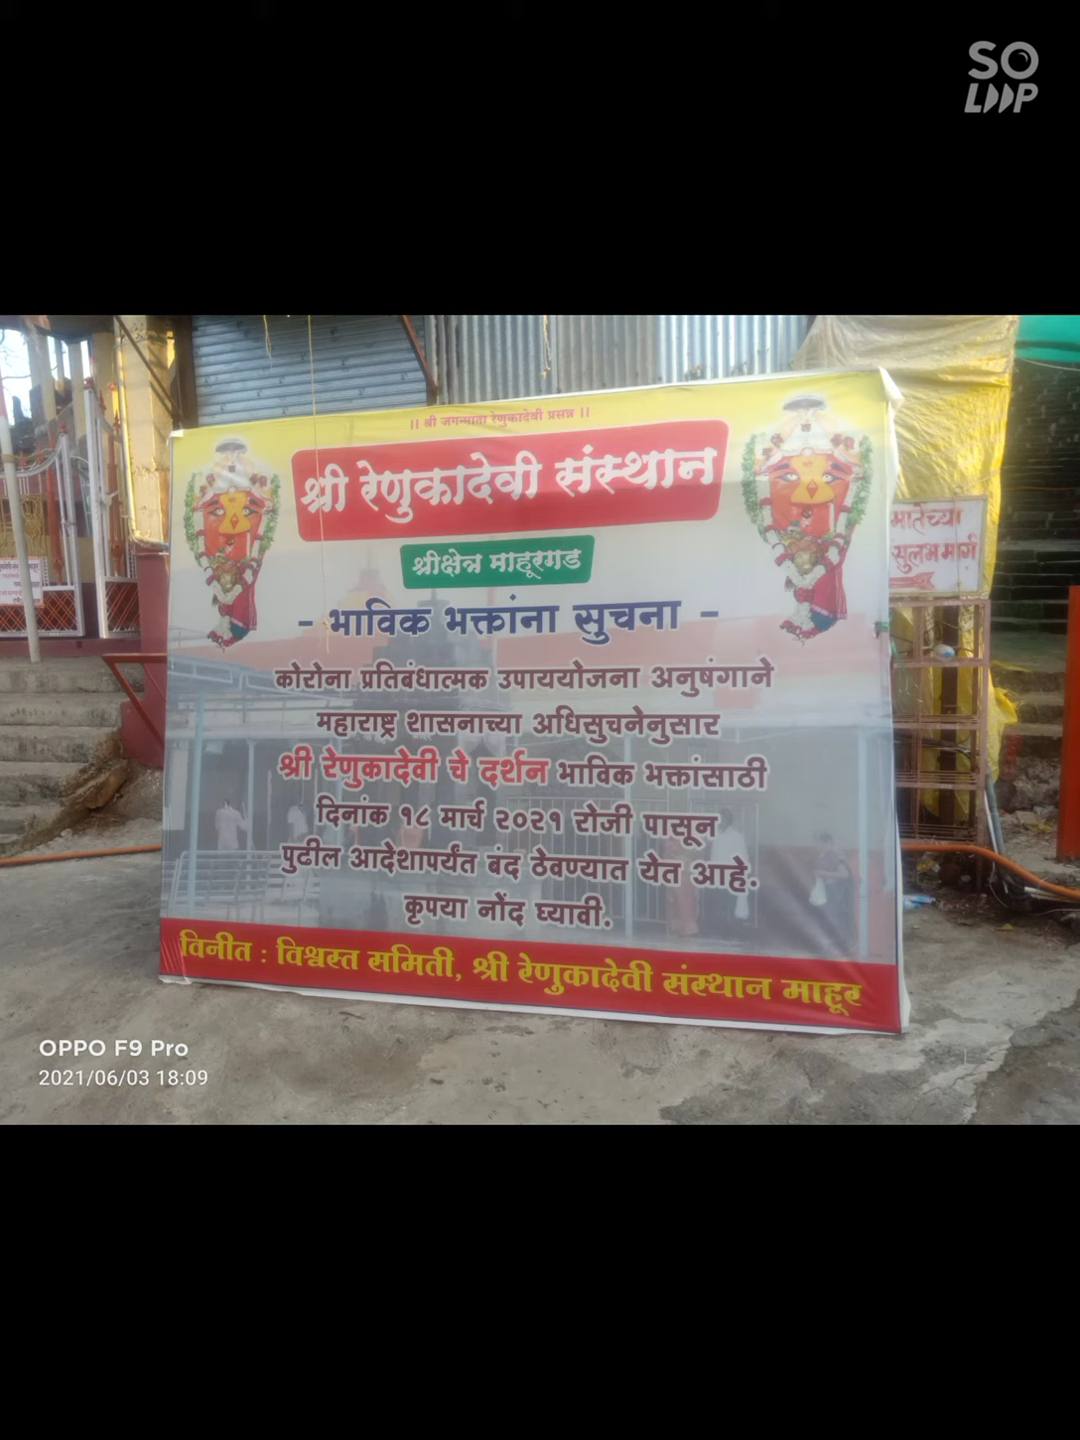 SO
LOOP
|| श्री जगन्माता रेणुकादेवी प्रसन्न ||
श्री रेणुकादेवी संस्थान
श्रीक्षेत्र माहूरगड
- भाविक भक्तांना सुचना -
कोरोना प्रतिबंधात्मक उपाययोजना अनुषंगाने
महाराष्ट्र शासनाच्या अधिसुचनेनुसार
श्री रेणुकादेवी चे दर्शन भाविक भक्तांसाठी
दिनांक १८ मार्च २०२१ रोजी पासून
पुढील आदेशापर्यंत बंद ठेवण्यात येत आहे.
कृपया नोंद घ्यावी.
विनीत : विश्वस्त समिती, श्री रेणुकादेवी संस्थान माहूर
मातेच्या
सुलभ मार्ग
OPPO F9 Pro
2021/06/03 18:09